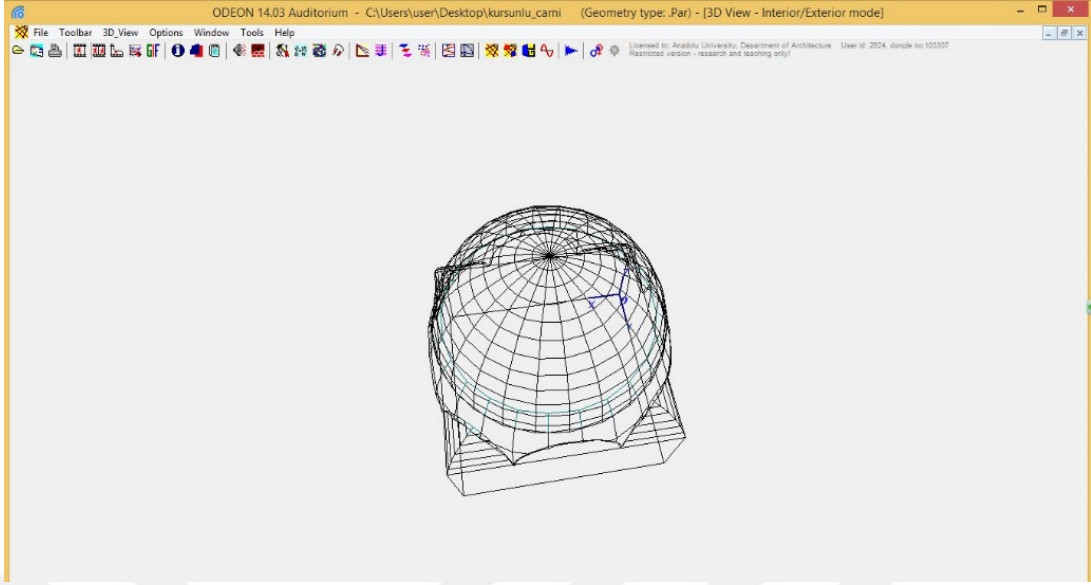 ODEON 14.03 Auditorium - C:\Users\user\Desktop\kursunlu_cami (Geometry type: .Par) - [3D View - Interior/Exterior mode]
File Toolbar 3D_View Options Window Tools Help
Licensed to: Anadolu University, Department of Architecture User id: 2624, dongle no:103307
Restricted version - research and teaching only!